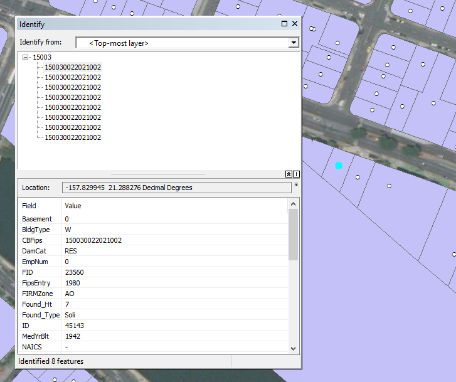 Identify
Identify from:
<Top-most layer>
15003
150030022021002
150030022021002
150030022021002
150030022021002
150030022021002
150030022021002
150030022021002
150030022021002
Location:
-157.829945 21.288276 Decimal Degrees
Field Value
Basement 0
BldgType W
CBFips 150030022021002
DamCat RES
EmpNum 0
FID 23560
FipsEntry 1980
FIRMZone AO
Found_Ht 7
Found_Type Soli
ID 45143
MedYrBlt 1942
NAICS -
Identified 8 features